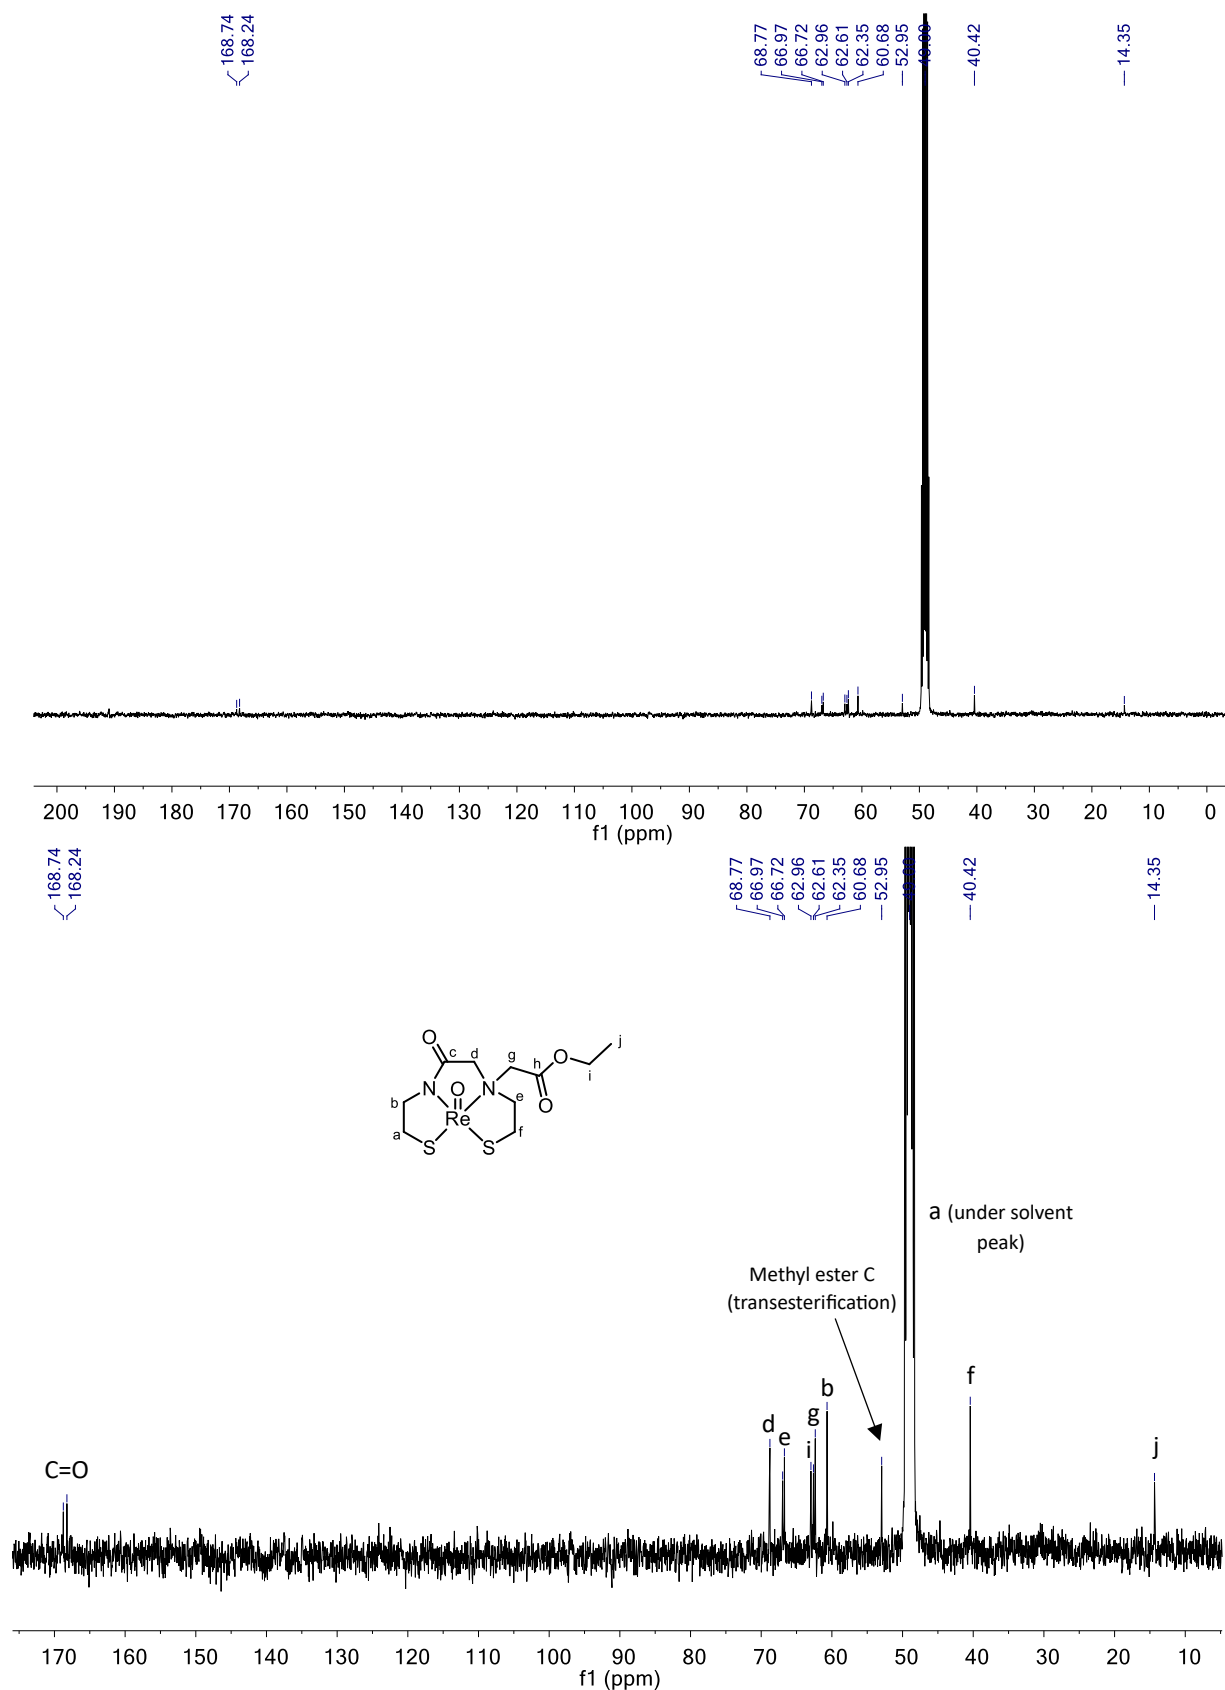 168.74
168.24
68.77
66.97
66.72
62.96
62.61
62.35
60.68
52.95
40.42
14.35
200 190 180 170 160 150 140 130 120 110 100 90 80 70 60 50 40 30 20 10 0
f1 (ppm)
168.74
168.24
68.77
66.97
66.72
62.96
62.61
62.35
60.68
52.95
40.42
14.35
O
c
d
g
h
O
j
i
N
O
N
O
b
e
Re
a
S
S
f
a (under solvent
peak)
Methyl ester C
(transesterification)
C=O
d
e
i
g
b
f
j
170 160 150 140 130 120 110 100 90 80 70 60 50 40 30 20 10
f1 (ppm)